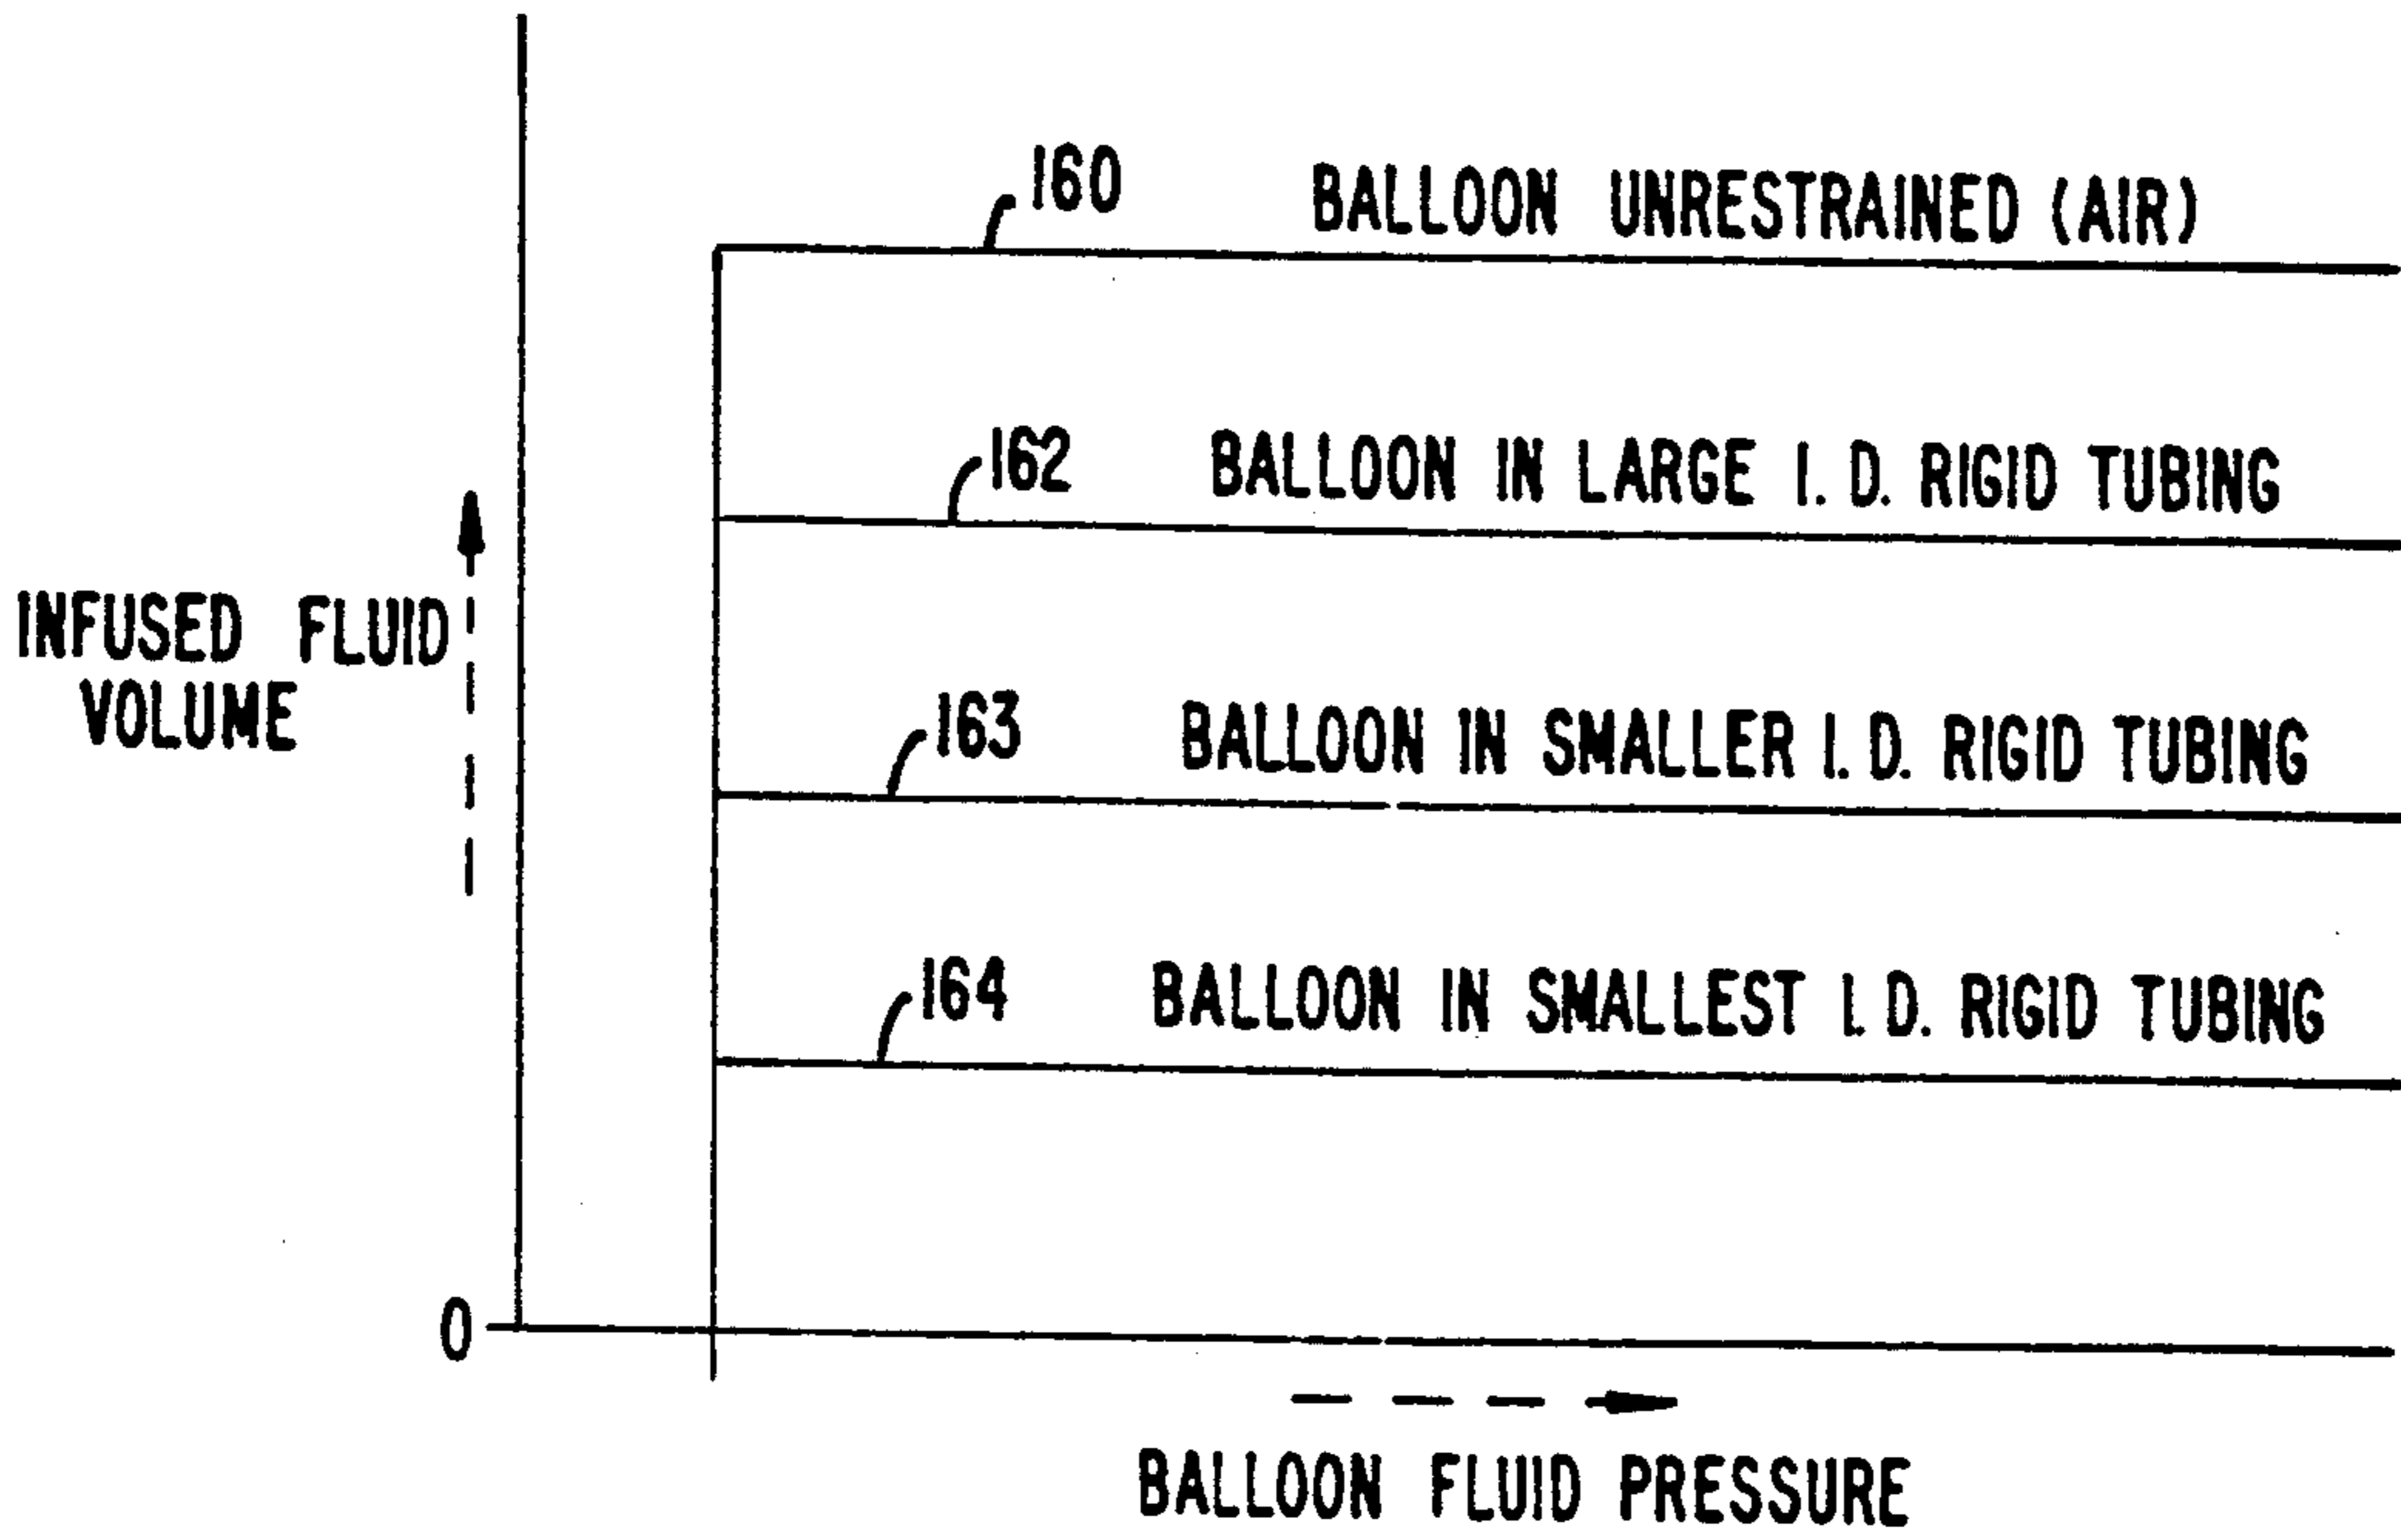 160 BALLOON UNRESTRAINED (AIR)
162 BALLOON IN LARGE I. D. RIGID TUBING
INFUSED FLUID
VOLUME
163 BALLOON IN SMALLER I. D. RIGID TUBING
164 BALLOON IN SMALLEST I. D. RIGID TUBING
0
BALLOON FLUID PRESSURE